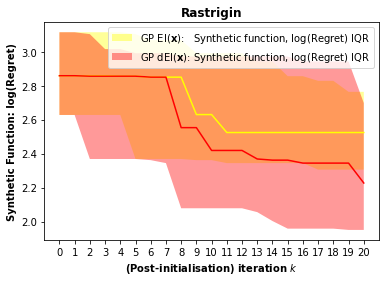 Rastrigin
GP EI(x): Synthetic function, log(Regret) IQR
GP dEI(x): Synthetic function, log(Regret) IQR
Synthetic Function: log(Regret)
3.0
2.8
2.6
2.4
2.2
2.0
0 1 2 3 4 5 6 7 8 9 10 11 12 13 14 15 16 17 18 19 20
(Post-initialisation) iteration k